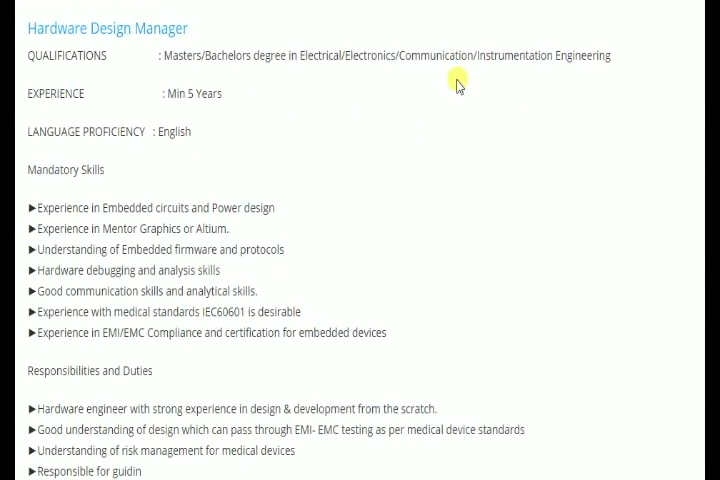 Hardware Design Manager
QUALIFICATIONS : Masters/Bachelors degree in Electrical/Electronics/Communication/Instrumentation Engineering
EXPERIENCE : Min 5 Years
LANGUAGE PROFICIENCY : English
Mandatory Skills
►Experience in Embedded circuits and Power design
►Experience in Mentor Graphics or Altium.
►Understanding of Embedded firmware and protocols
►Hardware debugging and analysis skills
►Good communication skills and analytical skills.
►Experience with medical standards IEC60601 is desirable
►Experience in EMI/EMC Compliance and certification for embedded devices
Responsibilities and Duties
►Hardware engineer with strong experience in design & development from the scratch.
►Good understanding of design which can pass through EMI- EMC testing as per medical device standards
►Understanding of risk management for medical devices
►Responsible for guidin